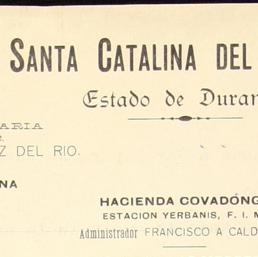 SANTA CATALINA DEL
Estado de Duran
ARIA
Z DEL RIO.
NA
HACIENDA COVADÓNG
ESTACION YERBANIS, F. I. M
Administrador FRANCISCO A CALD